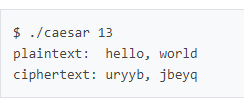 $ ./caesar 13
plaintext:  hello, world
ciphertext: uryyb, jbeyq